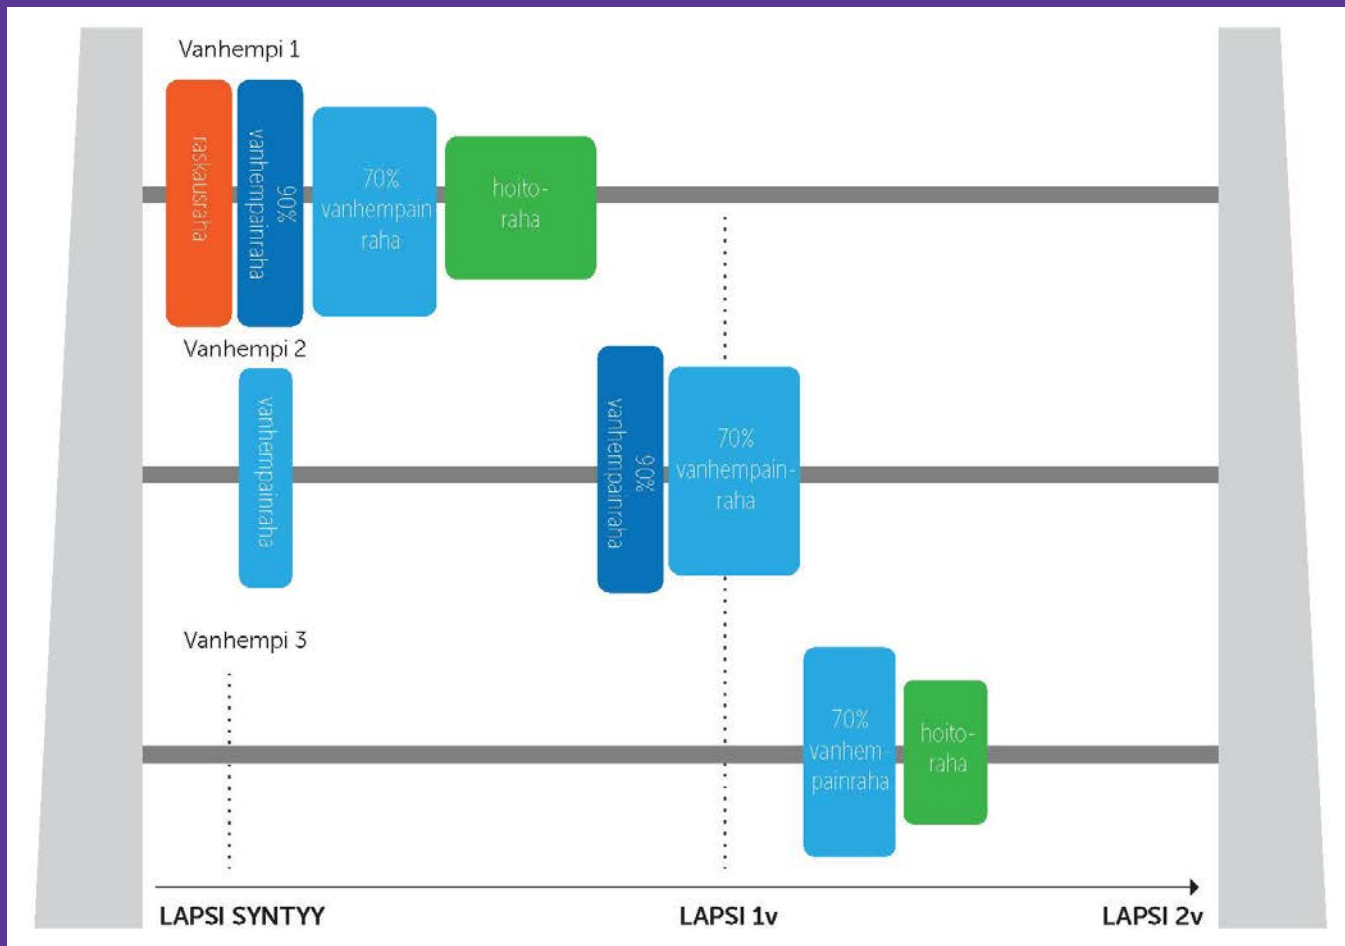 Vanhempi 1
raskausraha
vanhempainraha
90%
70%
vanhempain-
raha
hoito-
raha
Vanhempi 2
vanhempainraha
vanhempainraha
90%
70%
vanhempain-
raha
Vanhempi 3
70%
vanhem-
painraha
hoito-
raha
LAPSI SYNTYY
LAPSI 1v
LAPSI 2v